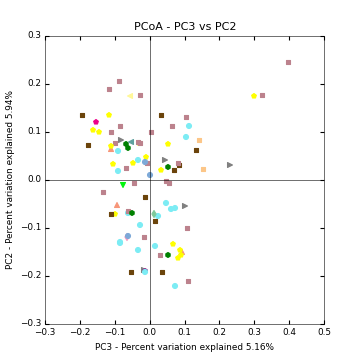 PCoA - PC3 vs PC2
0.3
0.2
0.1
0.0
−0.1
−0.2
−0.3
PC2 - Percent variation explained 5.94%
−0.3 −0.2 −0.1 0.0 0.1 0.2 0.3 0.4 0.5
PC3 - Percent variation explained 5.16%